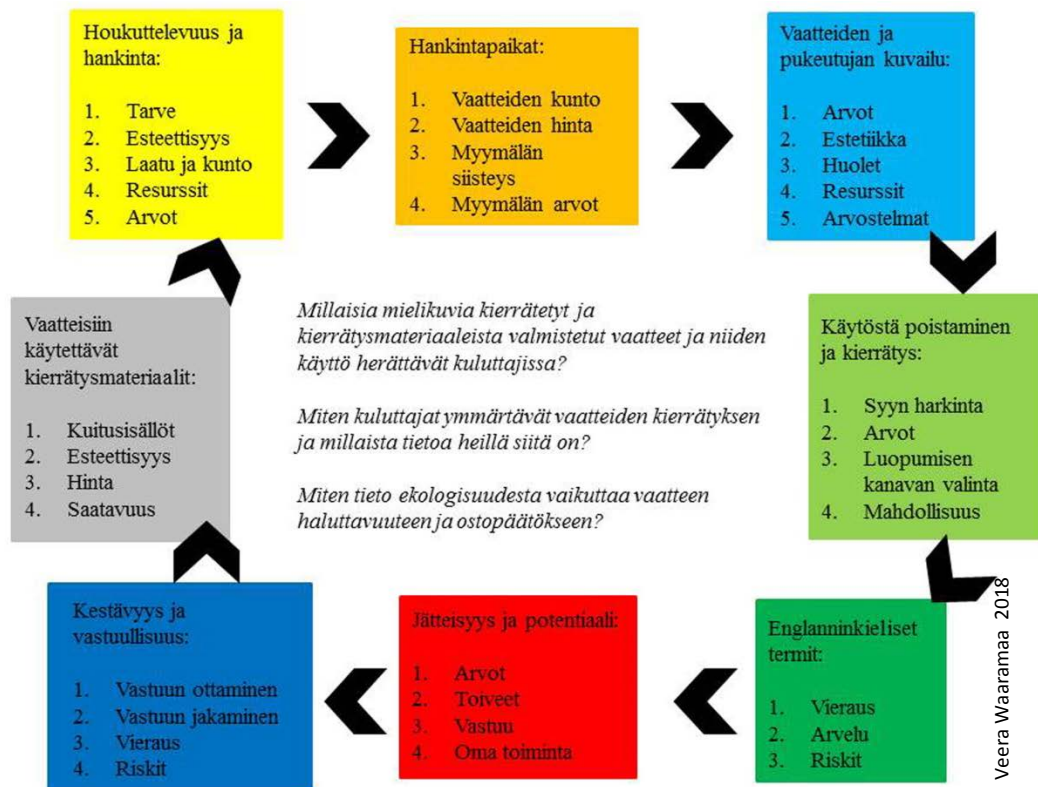 Houkuttelevuus ja
hankinta:
1. Tarve
2. Esteettisyys
3. Laatu ja kunto
4. Resurssit
5. Arvot
Hankintapaikat:
1. Vaatteiden kunto
2. Vaatteiden hinta
3. Myymälän
siisteys
4. Myymälän arvot
Vaatteiden ja
pukeutujan kuvailu:
1. Arvot
2. Estetiikka
3. Huolet
4. Resurssit
5. Arvostelmat
Käytöstä poistaminen
ja kierrätys:
1. Syyn harkinta
2. Arvot
3. Luopumisen
kanavan valinta
4. Mahdollisuus
Englanninkieliset
termit:
1. Vieraus
2. Arvelu
3. Riskit
Jätteisyys ja potentiaali:
1. Arvot
2. Toiveet
3. Vastuu
4. Oma toiminta
Kestävyys ja
vastuullisuus:
1. Vastuun ottaminen
2. Vastuun jakaminen
3. Vieraus
4. Riskit
Vaatteisiin
käytettävät
kierrätysmateriaalit:
1. Kuitusisällöt
2. Esteettisyys
3. Hinta
4. Saatavuus
Millaisia mielikuvia kierrätetyt ja
kierrätysmateriaaleista valmistetut vaatteet ja niiden
käyttö herättävät kuluttajissa?
Miten kuluttajat ymmärtävät vaatteiden kierrätyksen
ja millaista tietoa heillä siitä on?
Miten tieto ekologisuudesta vaikuttaa vaatteen
haluttavuuteen ja ostopäätökseen?
Veera Waaramaa 2018